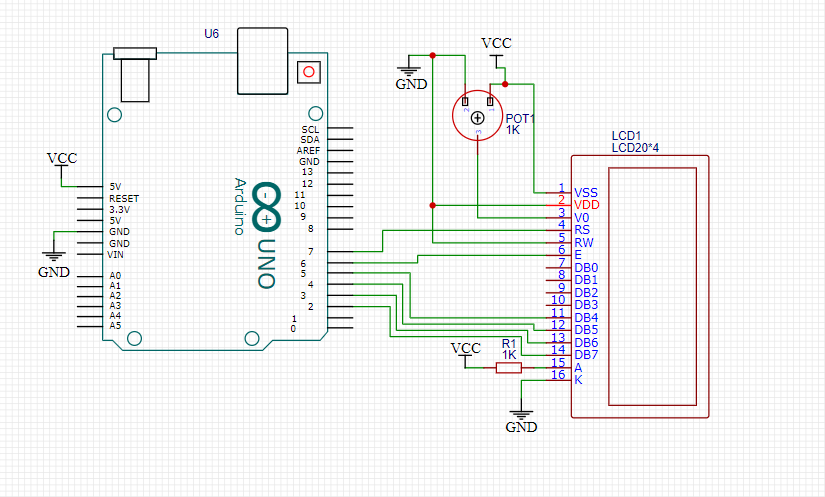 U6
SCL
SDA
AREF
GND
13
12
11
10
9
8
7
6
5
4
3
2
1
0
VCC
5V
RESET
3.3V
5V
GND
GND
VIN
GND
A0
A1
A2
A3
A4
A5
Arduino
UNO
GND
VCC
2
1
3
POT1
1K
LCD1
LCD20*4
1 VSS
2 VDD
3 V0
4 RS
5 RW
6 E
7 DB0
8 DB1
9 DB2
10 DB3
11 DB4
12 DB5
13 DB6
14 DB7
15 A
16 K
VCC
R1
1K
GND